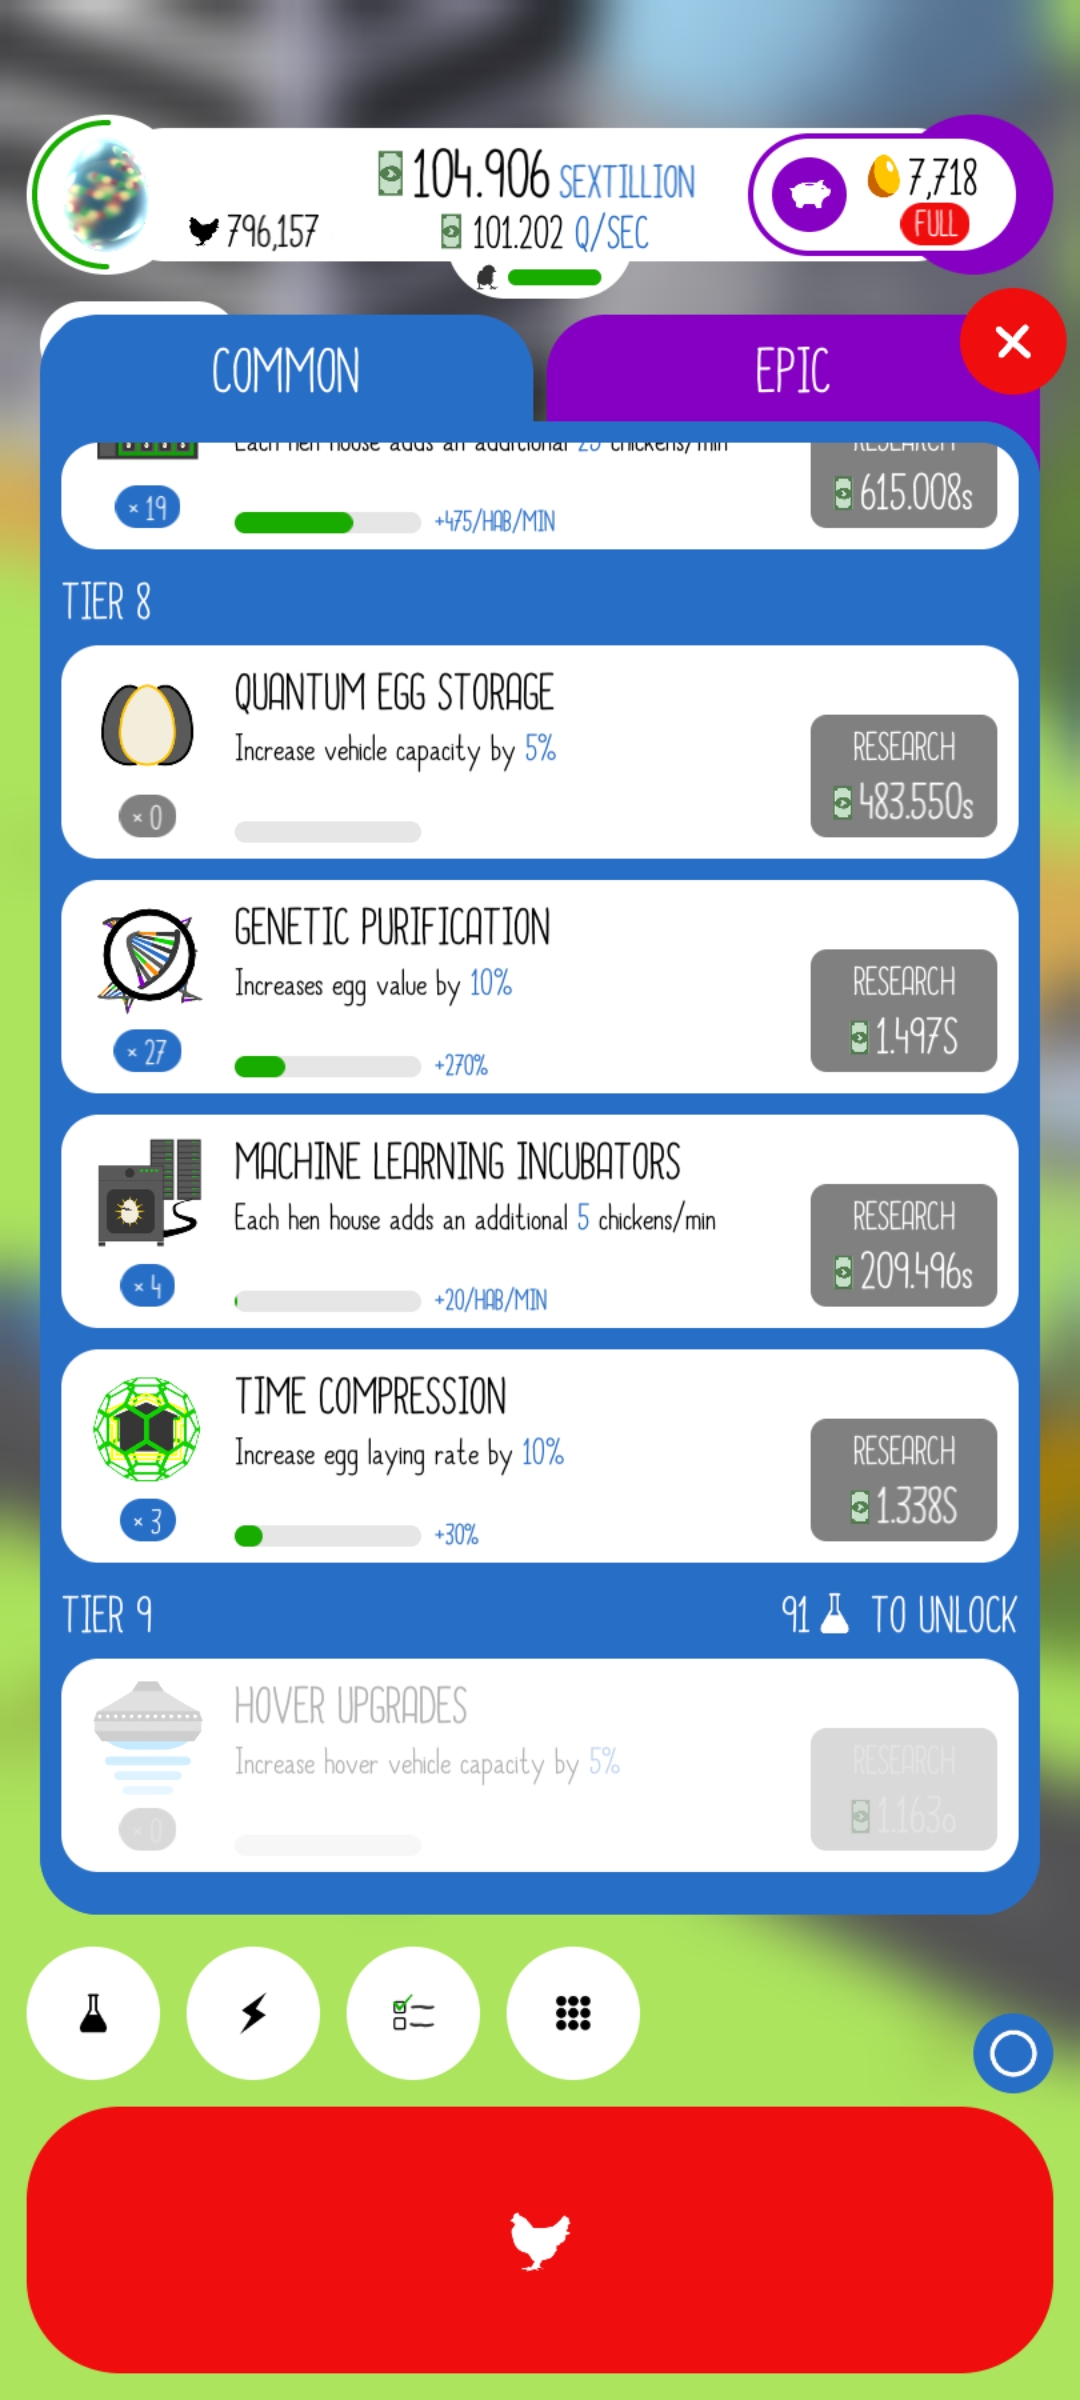 104.906 SEXTILLION
796,157
101.202 Q/SEC
7,718
FULL
COMMON
EPIC
Each hen house adds an additional 25 chickens/min
RESEARCH
615.008s
× 19
+475/HAB/MIN
TIER 8
QUANTUM EGG STORAGE
Increase vehicle capacity by 5%
RESEARCH
483.550s
× 0
GENETIC PURIFICATION
Increases egg value by 10%
RESEARCH
1.497S
× 27
+270%
MACHINE LEARNING INCUBATORS
Each hen house adds an additional 5 chickens/min
RESEARCH
209.496s
× 4
+20/HAB/MIN
TIME COMPRESSION
Increase egg laying rate by 10%
RESEARCH
1.338S
× 3
+30%
TIER 9
91 TO UNLOCK
HOVER UPGRADES
Increase hover vehicle capacity by 5%
RESEARCH
1.163o
× 0